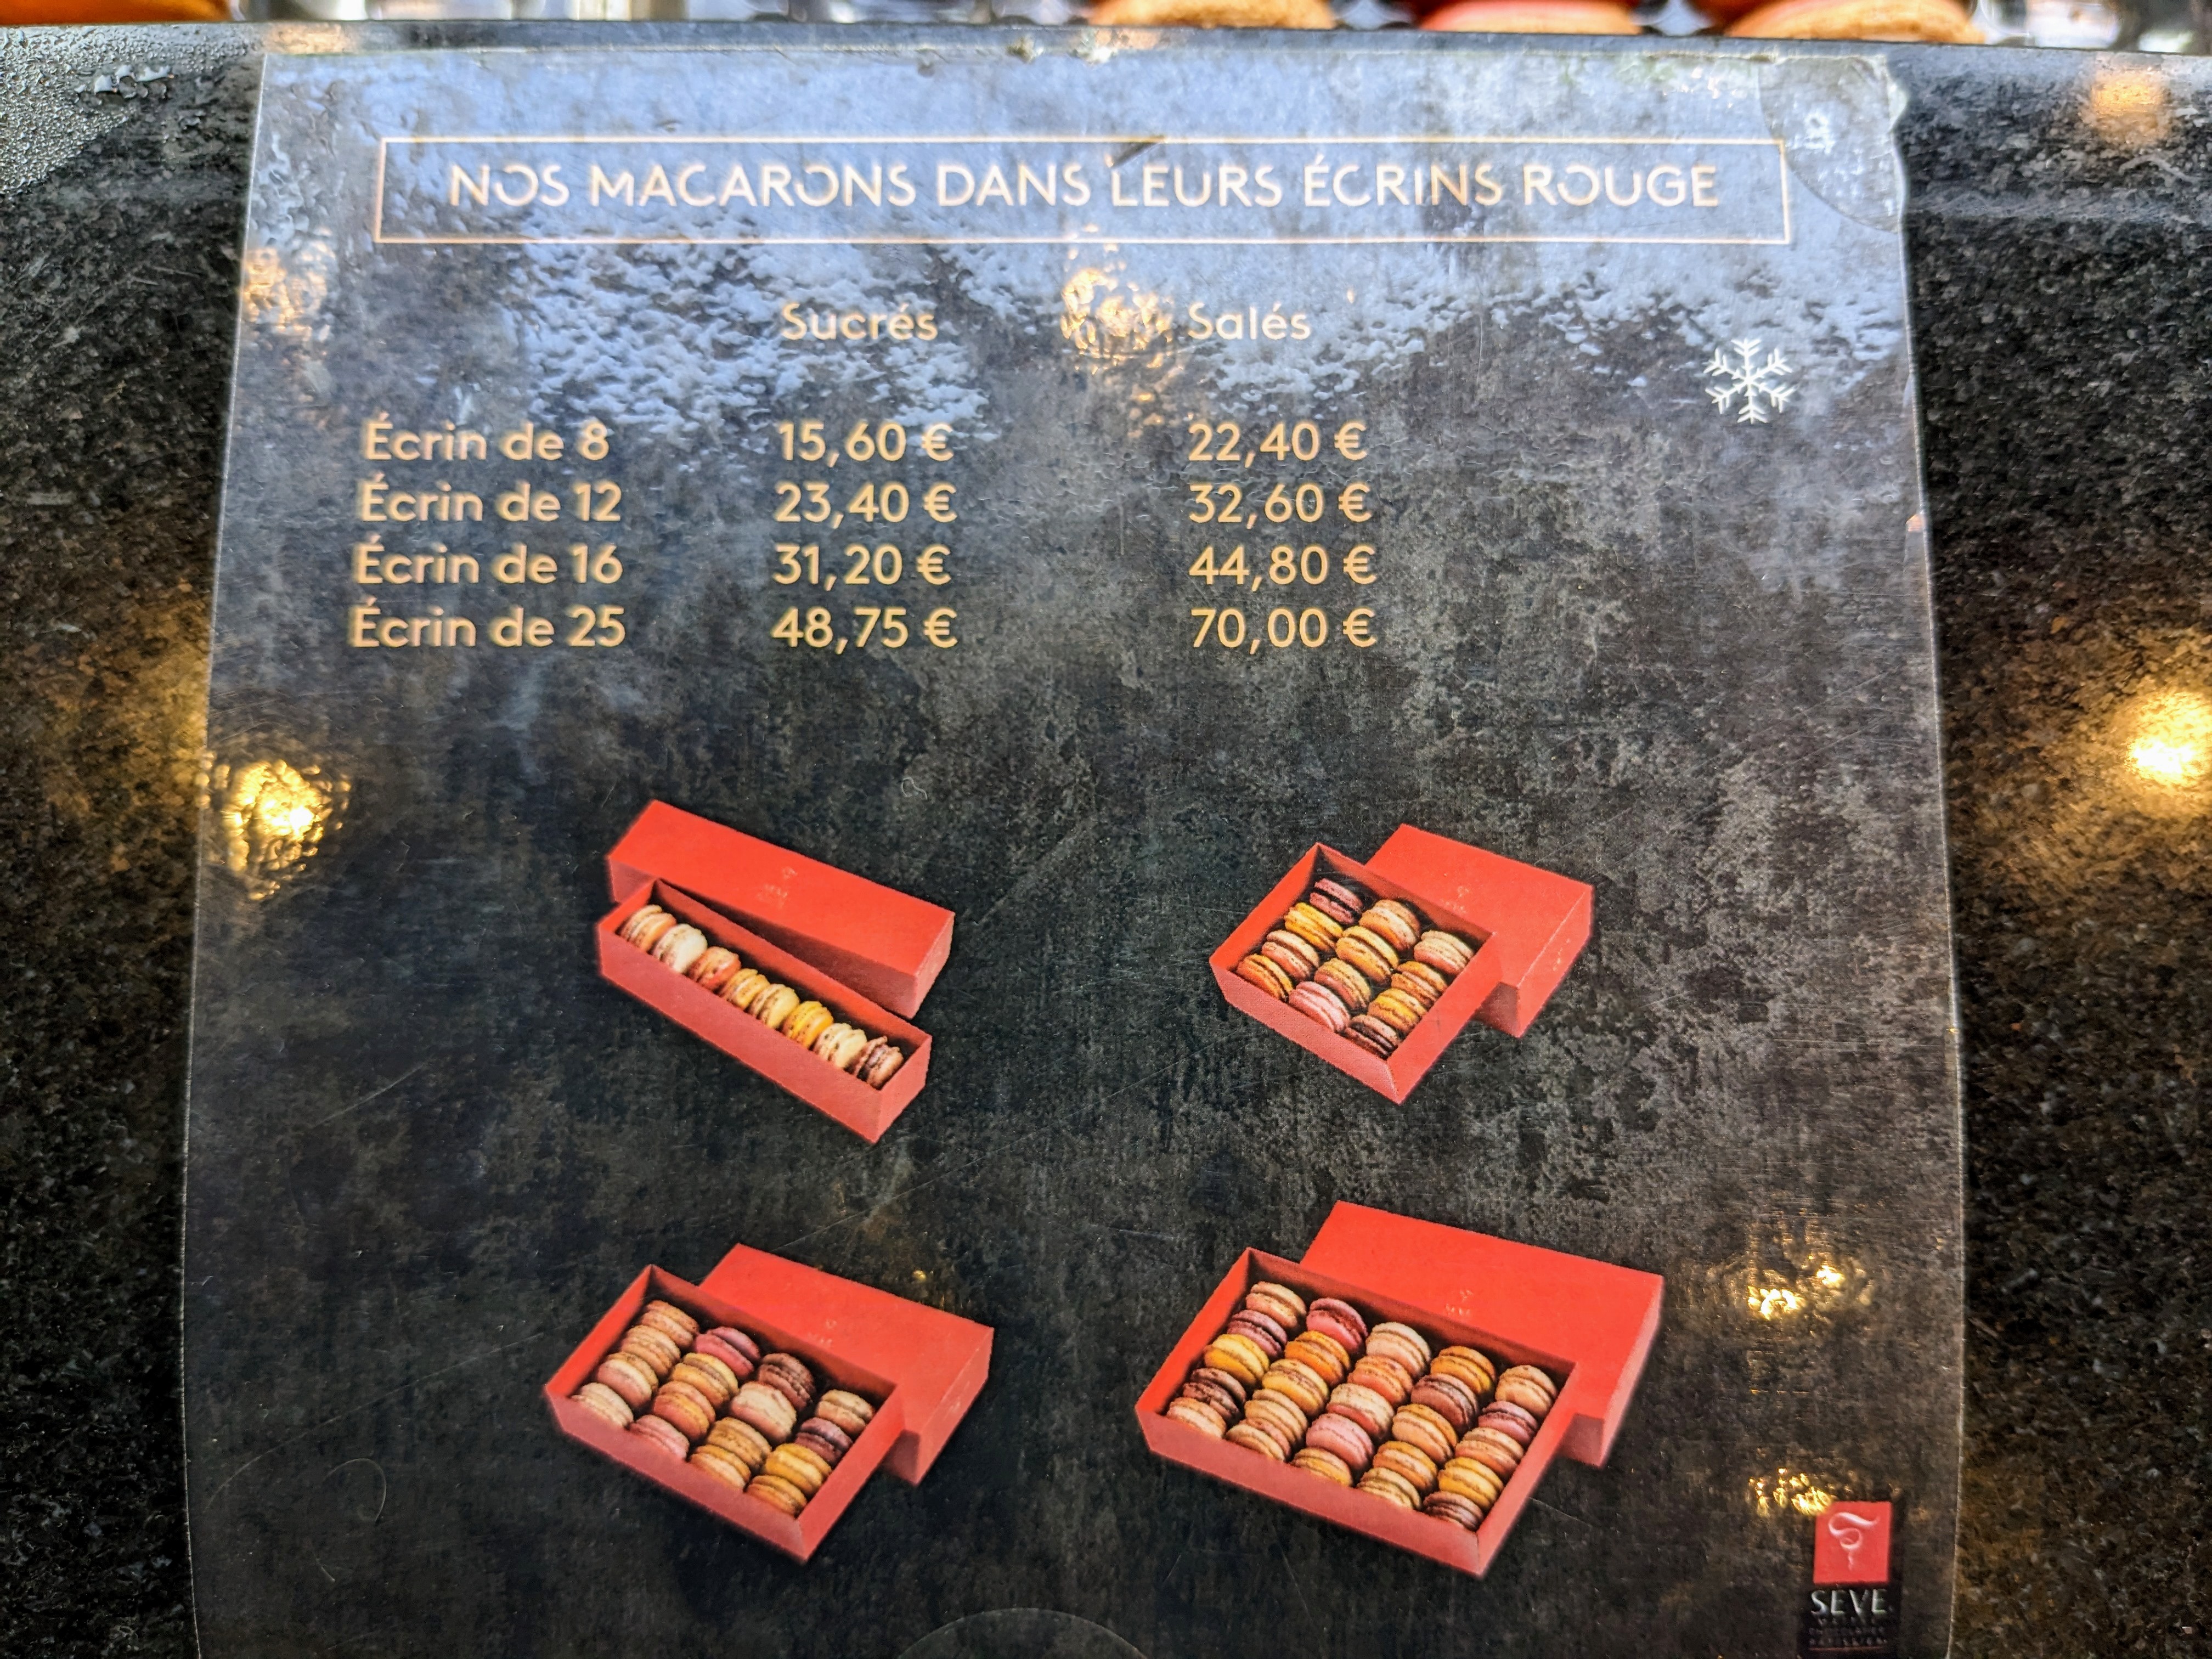 NOS MACARONS DANS LEURS ÉCRINS ROUGE
Sucrés Salés
Écrin de 8 15,60 € 22,40 €
Écrin de 12 23,40 € 32,60 €
Écrin de 16 31,20 € 44,80 €
Écrin de 25 48,75 € 70,00 €
SEVE